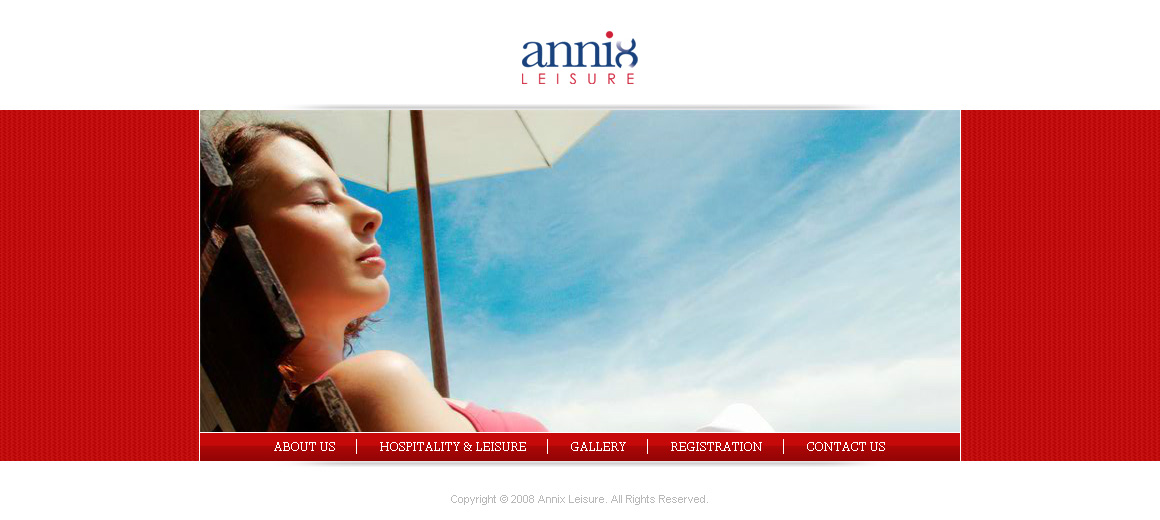 annix
LEISURE
ABOUT US HOSPITALITY & LEISURE GALLERY REGISTRATION CONTACT US
Copyright © 2008 Annix Leisure. All Rights Reserved.